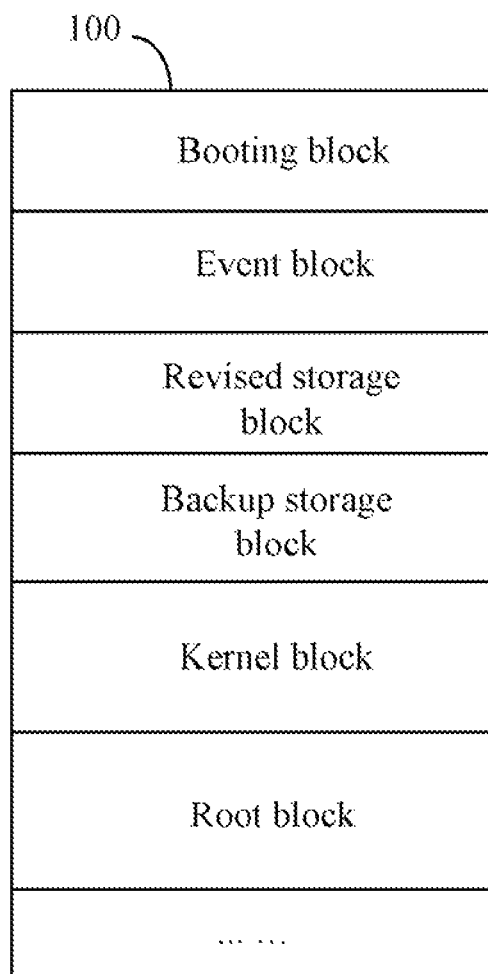 100
Booting block
Event block
Revised storage
block
Backup storage
block
Kernel block
Root block
... ...